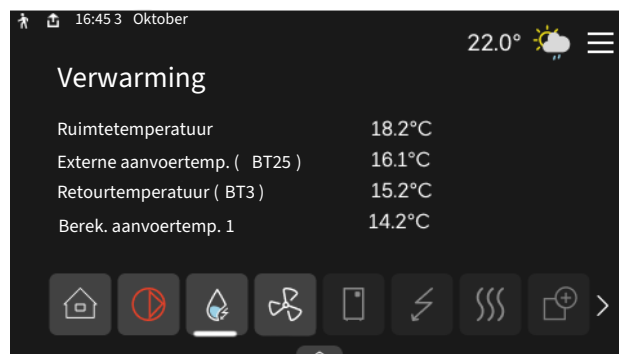 16:45 3 Oktober
22.0°
Verwarming
Ruimtetemperatuur 18.2°C
Externe aanvoertemp. ( BT25 ) 16.1°C
Retourtemperatuur ( BT3 ) 15.2°C
Berek. aanvoertemp. 1 14.2°C